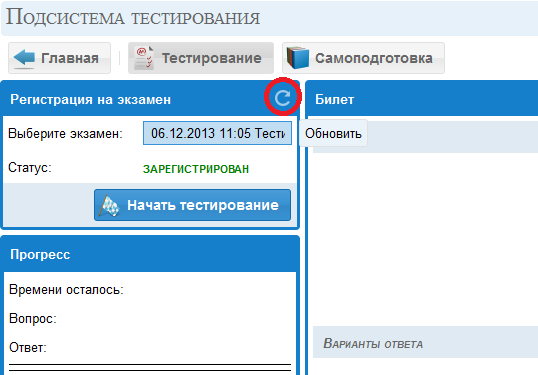 Подсистема тестирования
Главная
Тестирование
Самоподготовка
Регистрация на экзамен
Выберите экзамен:
06.12.2013 11:05 Тести
Обновить
Статус:
ЗАРЕГИСТРИРОВАН
Начать тестирование
Прогресс
Времени осталось:
Вопрос:
Ответ:
Билет
Варианты ответа